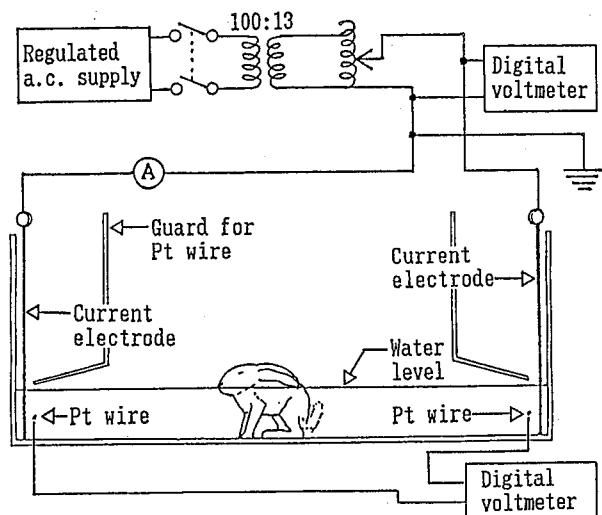 100:13
Regulated
a.c. supply
Digital
voltmeter
A
Guard for
Pt wire
Current
electrode
Current
electrode
Water
level
Pt wire
Pt wire
Digital
voltmeter